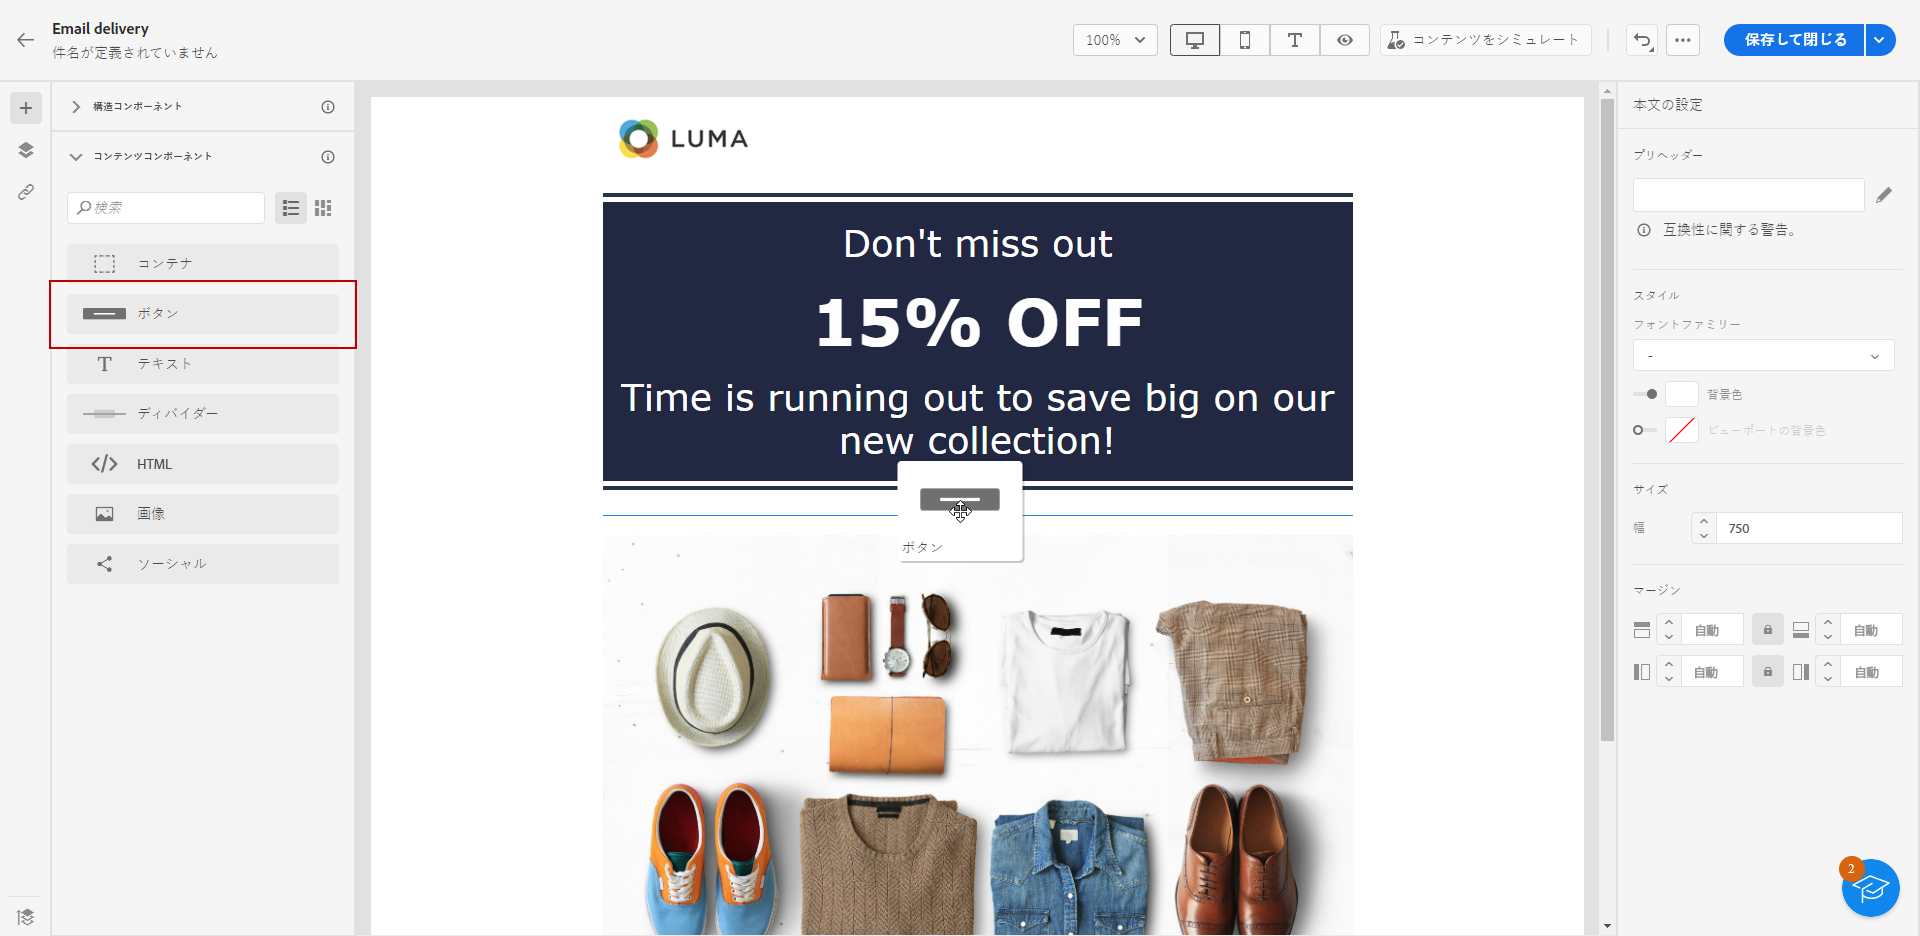 Email delivery
件名が定義されていません
100%
コンテンツをシミュレート
保存して閉じる
構造コンポーネント
コンテンツコンポーネント
検索
コンテナ
ボタン
テキスト
ディバイダー
HTML
画像
ソーシャル
LUMA
Don't miss out
15% OFF
Time is running out to save big on our
new collection!
ボタン
本文の設定
プリヘッダー
互換性に関する警告。
スタイル
フォントファミリー
-
背景色
ビューポートの背景色
サイズ
幅
750
マージン
自動
自動
自動
自動
2